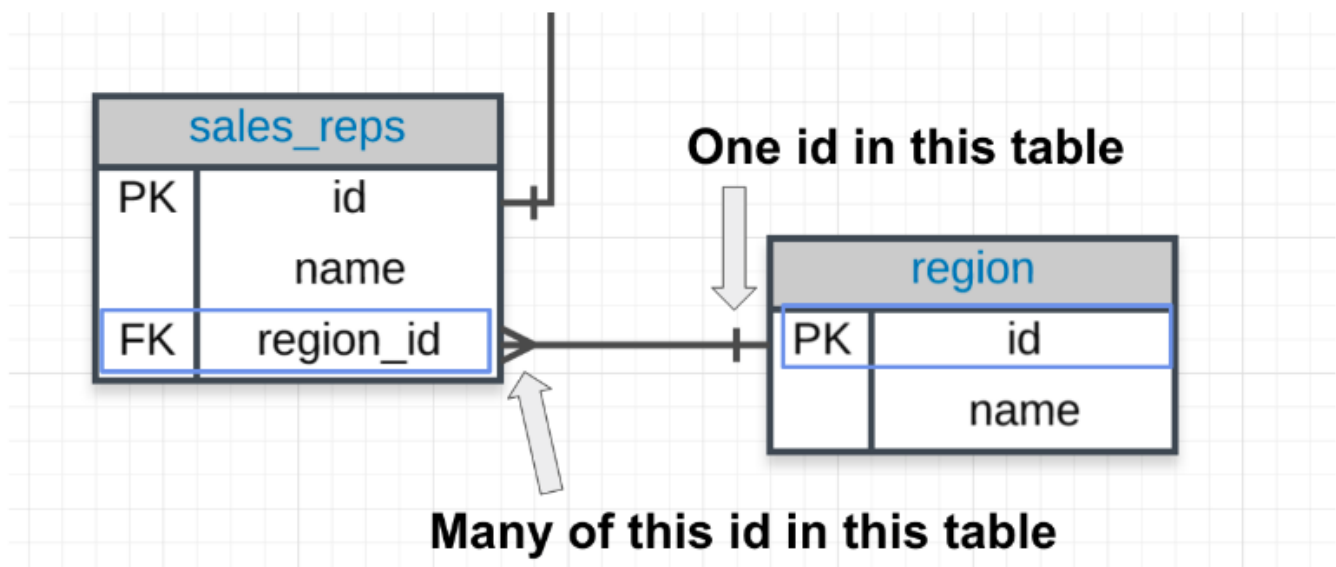 sales_reps
PK id
name
FK region_id
One id in this table
region
PK id
name
Many of this id in this table